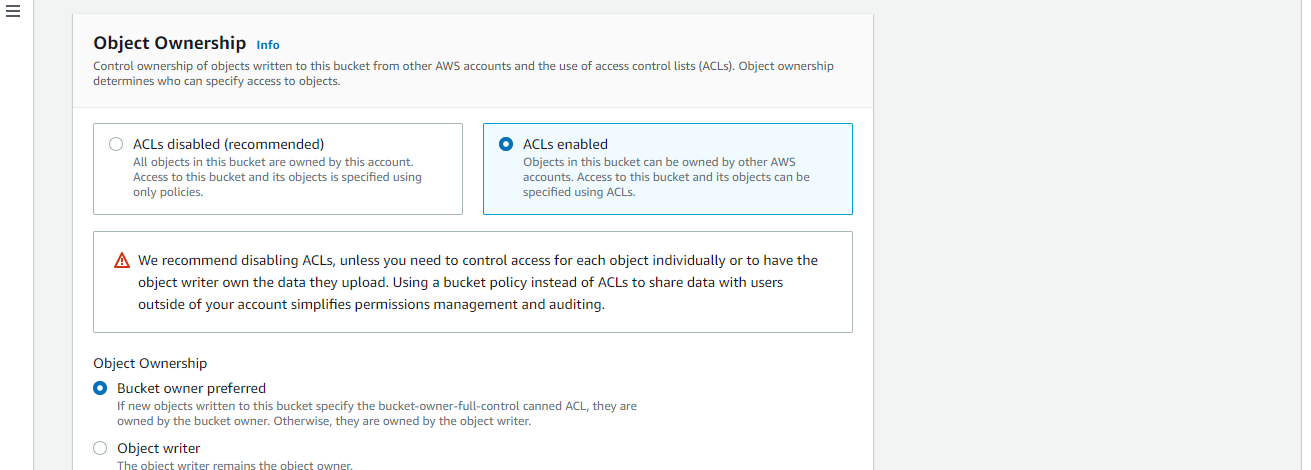 Object Ownership Info
Control ownership of objects written to this bucket from other AWS accounts and the use of access control lists (ACLs). Object ownership
determines who can specify access to objects.
ACLs disabled (recommended)
All objects in this bucket are owned by this account.
Access to this bucket and its objects is specified using
only policies.
ACLs enabled
Objects in this bucket can be owned by other AWS
accounts. Access to this bucket and its objects can be
specified using ACLs.
We recommend disabling ACLs, unless you need to control access for each object individually or to have the
object writer own the data they upload. Using a bucket policy instead of ACLs to share data with users
outside of your account simplifies permissions management and auditing.
Object Ownership
Bucket owner preferred
If new objects written to this bucket specify the bucket-owner-full-control canned ACL, they are
owned by the bucket owner. Otherwise, they are owned by the object writer.
Object writer
The object writer remains the object owner.